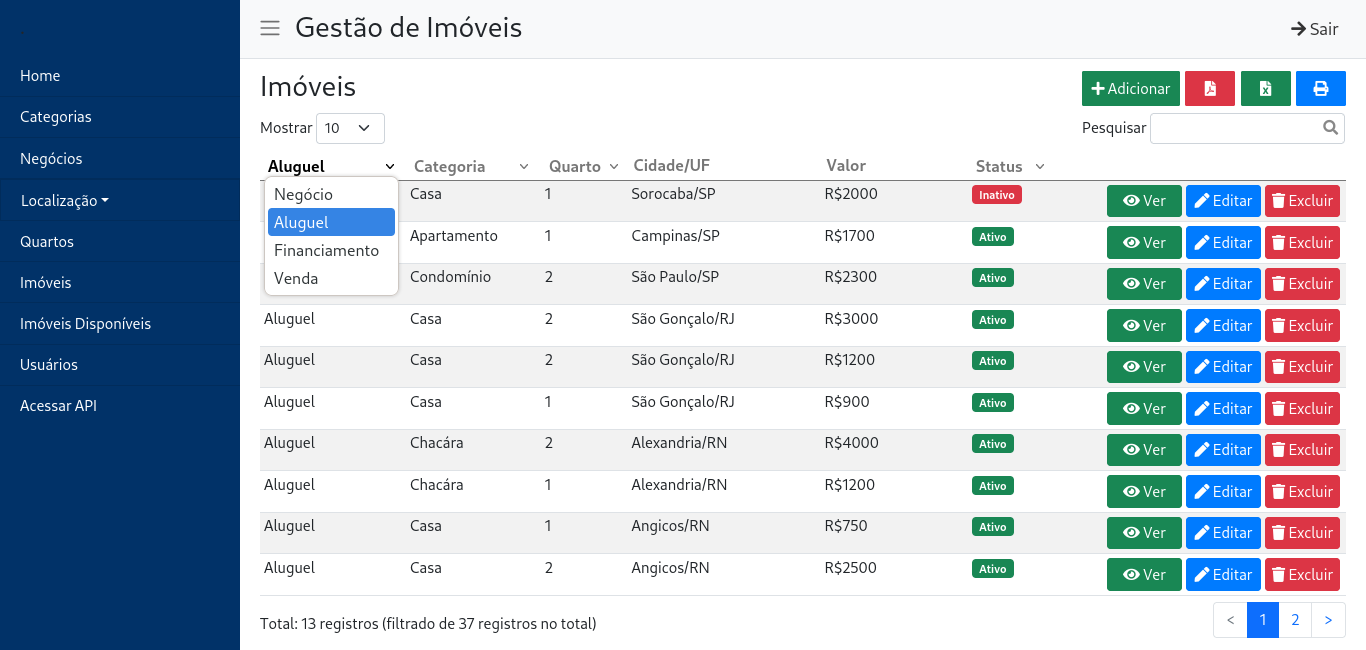 Gestão de Imóveis
Sair
Home
Categorias
Negócios
Localização
Quartos
Imóveis
Imóveis Disponíveis
Usuários
Acessar API
Imóveis
Adicionar
Mostrar 10
Pesquisar
Aluguel Categoria Quarto Cidade/UF Valor Status
Negócio
Aluguel
Financiamento
Venda
Casa 1 Sorocaba/SP R$2000 Inativo Ver Editar Excluir
Apartamento 1 Campinas/SP R$1700 Ativo Ver Editar Excluir
Condomínio 2 São Paulo/SP R$2300 Ativo Ver Editar Excluir
Aluguel Casa 2 São Gonçalo/RJ R$3000 Ativo Ver Editar Excluir
Aluguel Casa 2 São Gonçalo/RJ R$1200 Ativo Ver Editar Excluir
Aluguel Casa 1 São Gonçalo/RJ R$900 Ativo Ver Editar Excluir
Aluguel Chacára 2 Alexandria/RN R$4000 Ativo Ver Editar Excluir
Aluguel Chacára 1 Alexandria/RN R$1200 Ativo Ver Editar Excluir
Aluguel Casa 1 Angicos/RN R$750 Ativo Ver Editar Excluir
Aluguel Casa 2 Angicos/RN R$2500 Ativo Ver Editar Excluir
Total: 13 registros (filtrado de 37 registros no total)
< 1 2 >